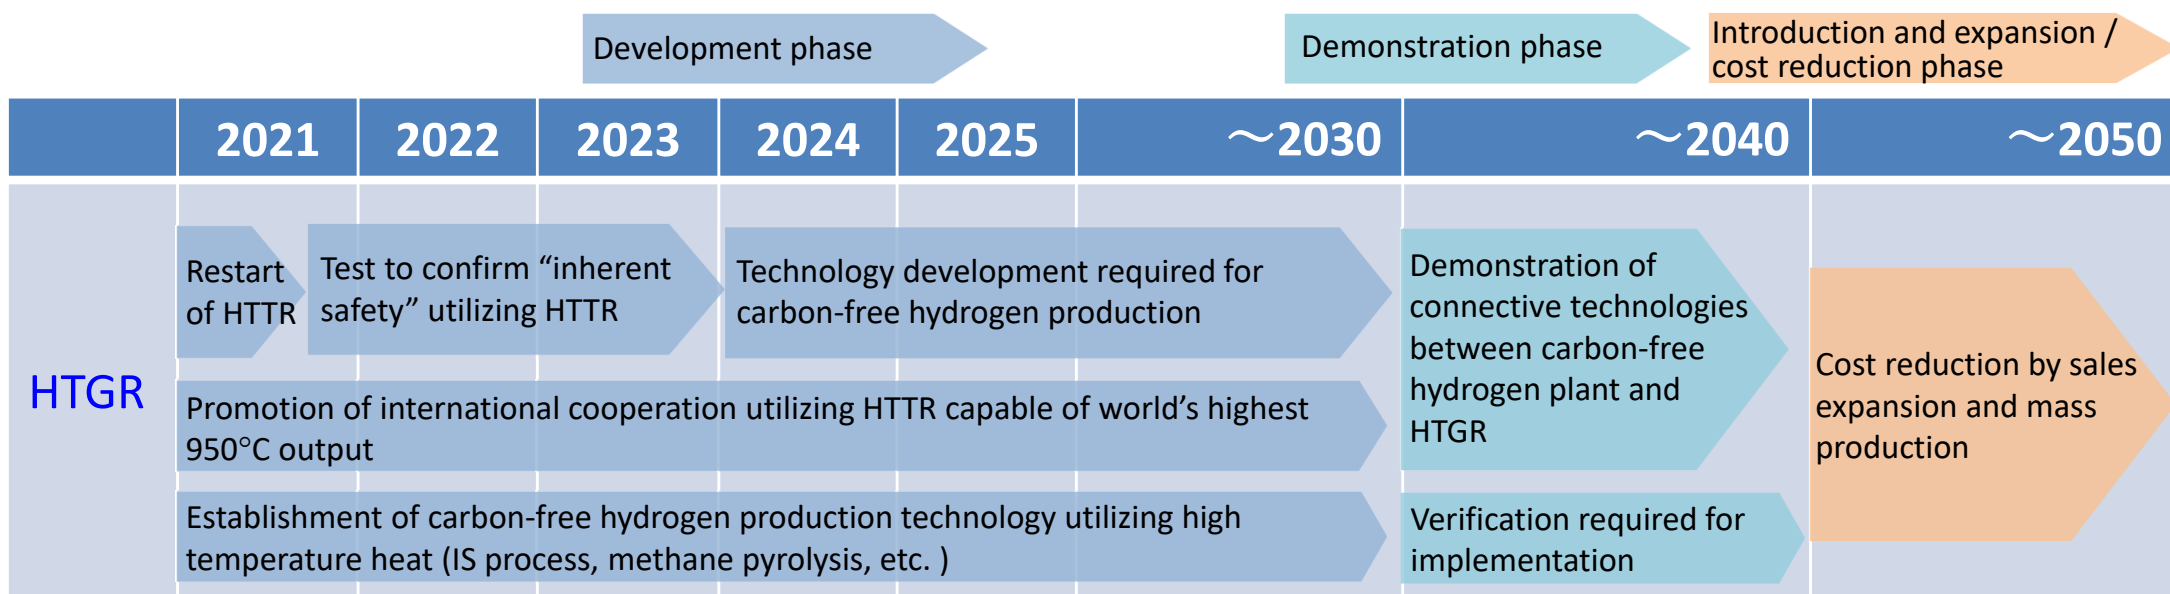 Development phase
Demonstration phase
Introduction and expansion /
cost reduction phase
2021 2022 2023 2024 2025 ～2030 ～2040 ～2050
HTGR
Restart
of HTTR
Test to confirm “inherent
safety” utilizing HTTR
Technology development required for
carbon-free hydrogen production
Promotion of international cooperation utilizing HTTR capable of world’s highest
950°C output
Establishment of carbon-free hydrogen production technology utilizing high
temperature heat (IS process, methane pyrolysis, etc. )
Demonstration of
connective technologies
between carbon-free
hydrogen plant and
HTGR
Verification required for
implementation
Cost reduction by sales
expansion and mass
production